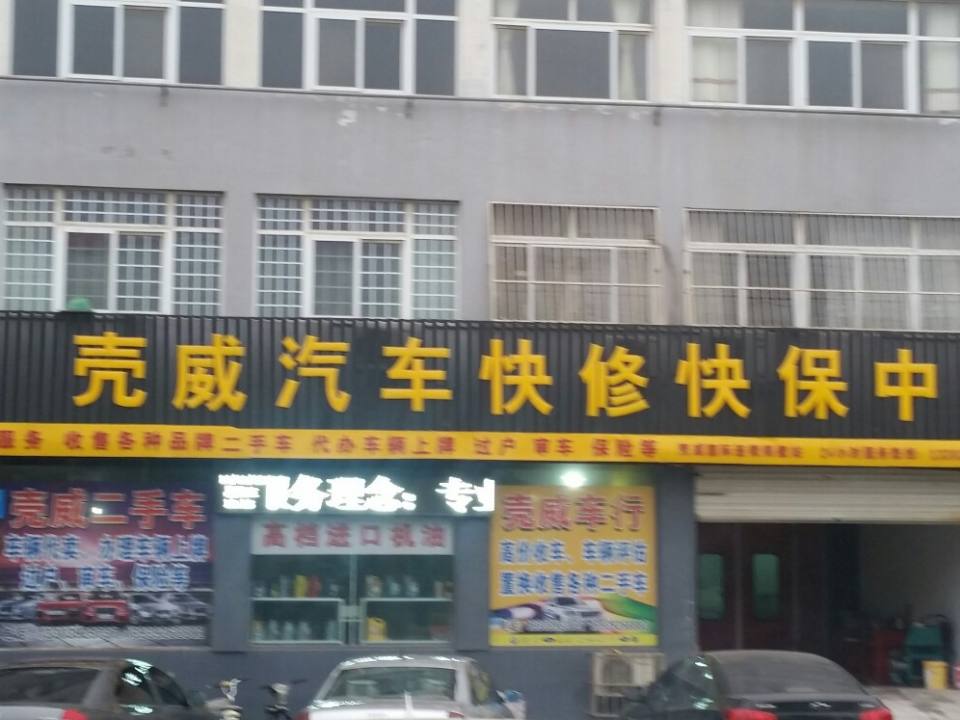 壳威汽车快修快保中
服务 收售各种品牌二手车 代办车辆上牌 过户 审车 保险等
服务理念：专业
壳威二手车
车辆代卖、办理车辆上牌
过户、审车、保险等
高档进口机油
壳威车行
高价收车、车辆评估
置换收售各种二手车